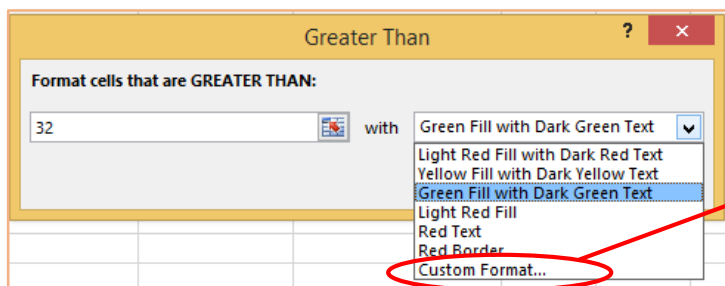 Greater Than ? ×
Format cells that are GREATER THAN:
32 with Green Fill with Dark Green Text
Light Red Fill with Dark Red Text
Yellow Fill with Dark Yellow Text
Green Fill with Dark Green Text
Light Red Fill
Red Text
Red Border
Custom Format...